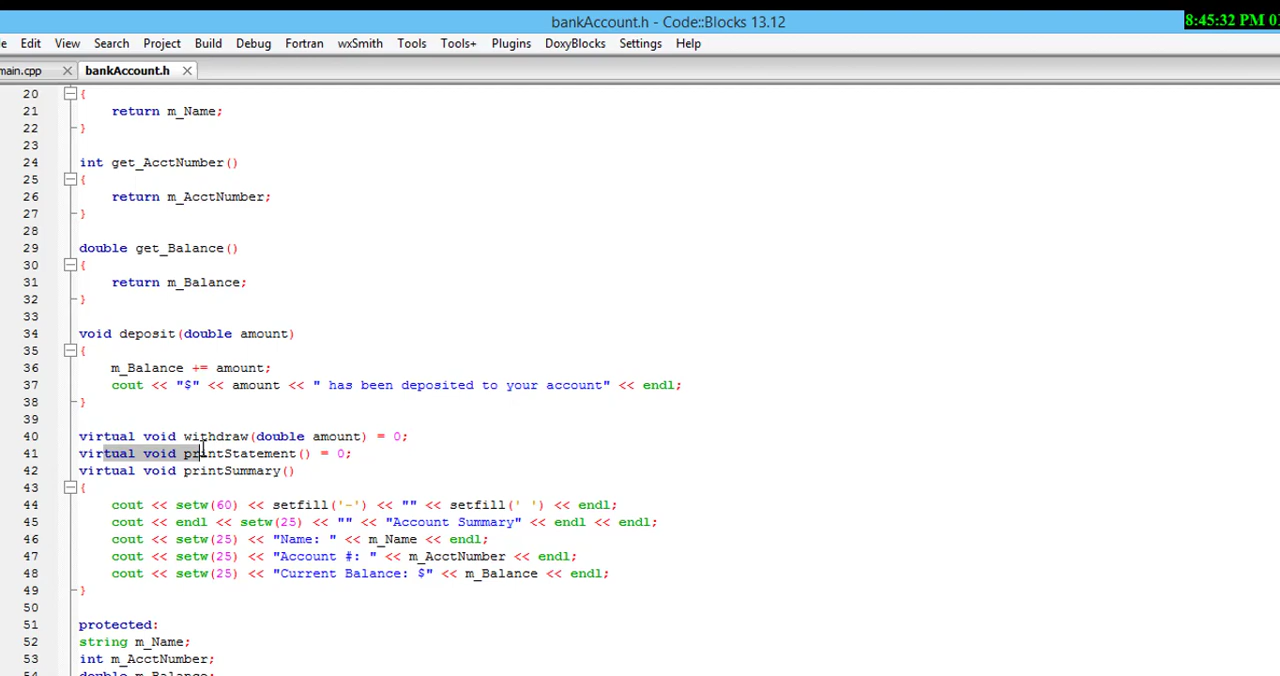 bankAccount.h - Code::Blocks 13.12
8:45:32 PM
Edit View Search Project Build Debug Fortran wxSmith Tools Tools+ Plugins DoxyBlocks Settings Help
main.cpp bankAccount.h
20 {
21 return m_Name;
22 }
23
24 int get_AcctNumber()
25 {
26 return m_AcctNumber;
27 }
28
29 double get_Balance()
30 {
31 return m_Balance;
32 }
33
34 void deposit(double amount)
35 {
36 m_Balance += amount;
37 cout << "$" << amount << " has been deposited to your account" << endl;
38 }
39
40 virtual void withdraw(double amount) = 0;
41 virtual void printStatement() = 0;
42 virtual void printSummary()
43 {
44 cout << setw(60) << setfill('-') << "" << setfill(' ') << endl;
45 cout << endl << setw(25) << "" << "Account Summary" << endl << endl;
46 cout << setw(25) << "Name: " << m_Name << endl;
47 cout << setw(25) << "Account #: " << m_AcctNumber << endl;
48 cout << setw(25) << "Current Balance: $" << m_Balance << endl;
49 }
50
51 protected:
52 string m_Name;
53 int m_AcctNumber;
54 double m_Balance;